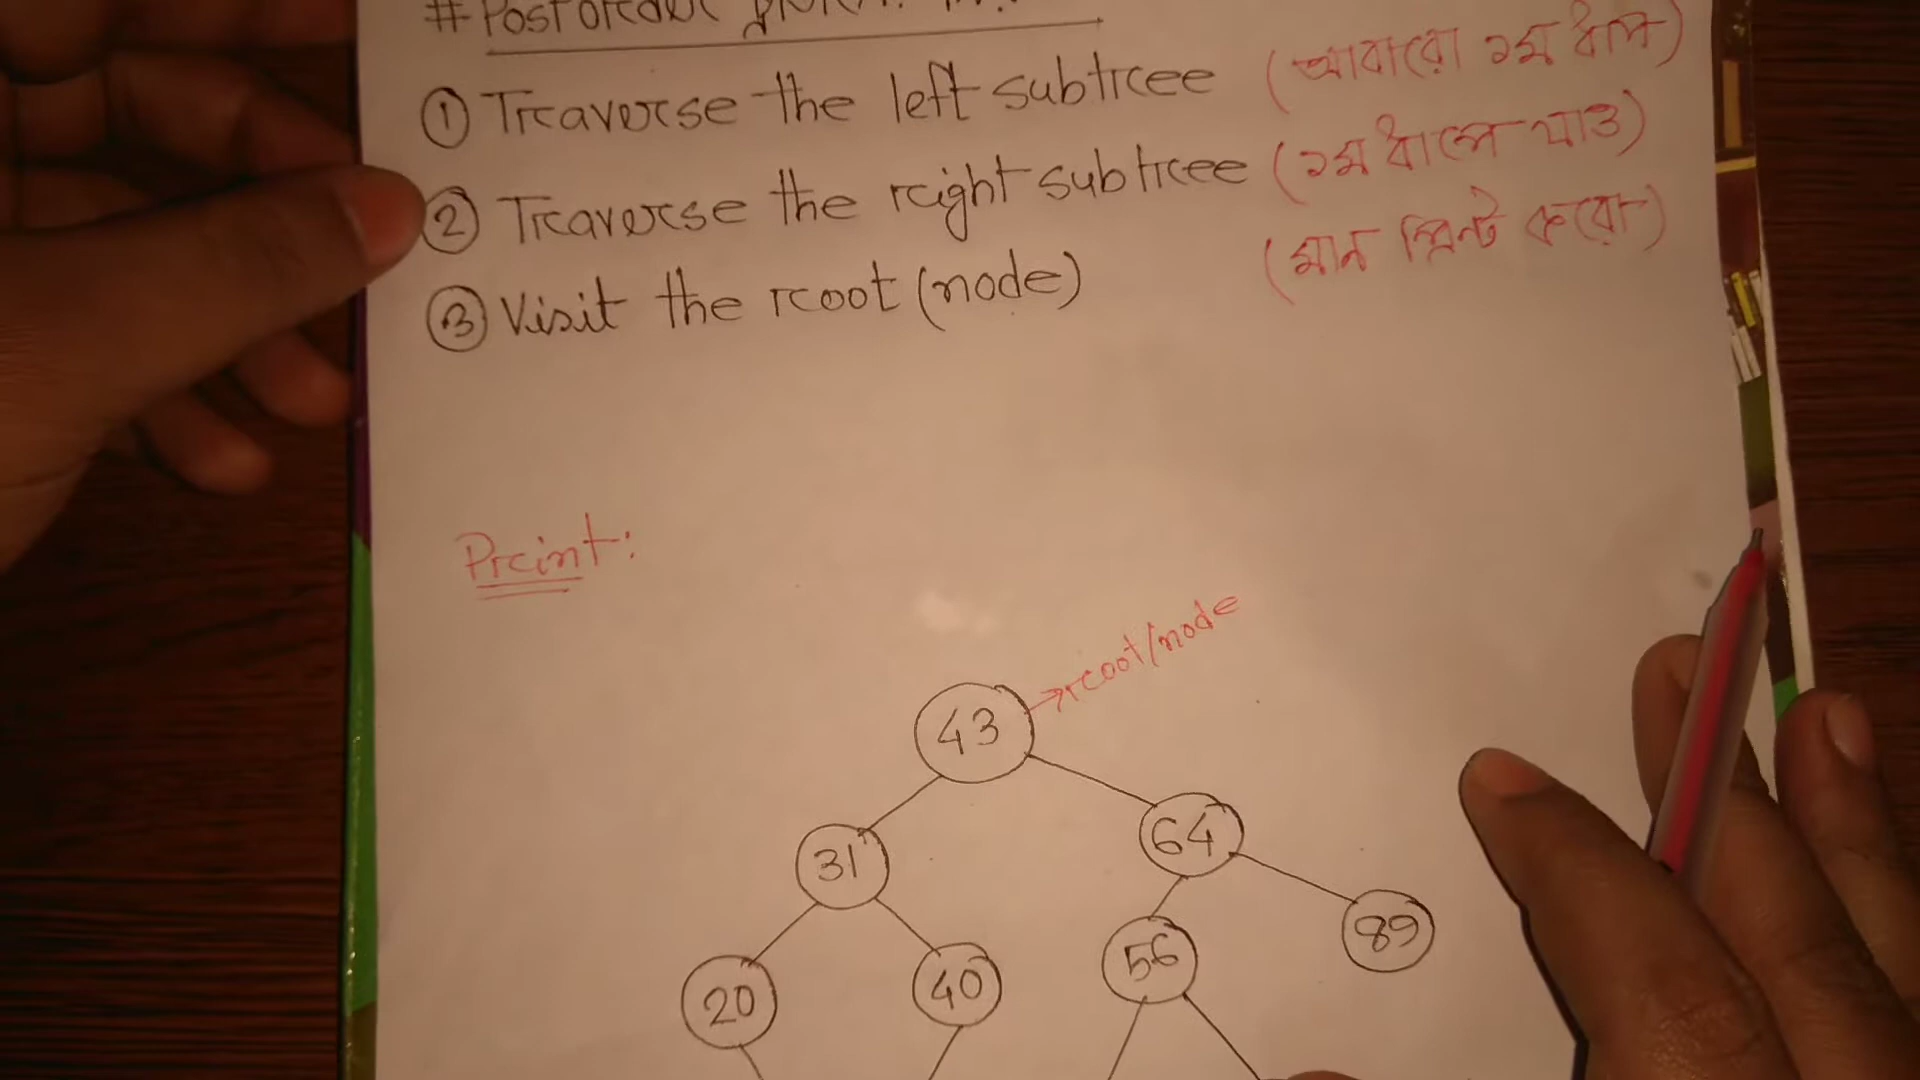 # Postorder
① Traverse the left subtree (আবারো ১ম ধাপ)
② Traverse the right subtree (১ম ধাপে যাও)
③ Visit the root (node) (মান প্রিন্ট করো)
Print:
→root/node
43
31
64
20
40
56
89